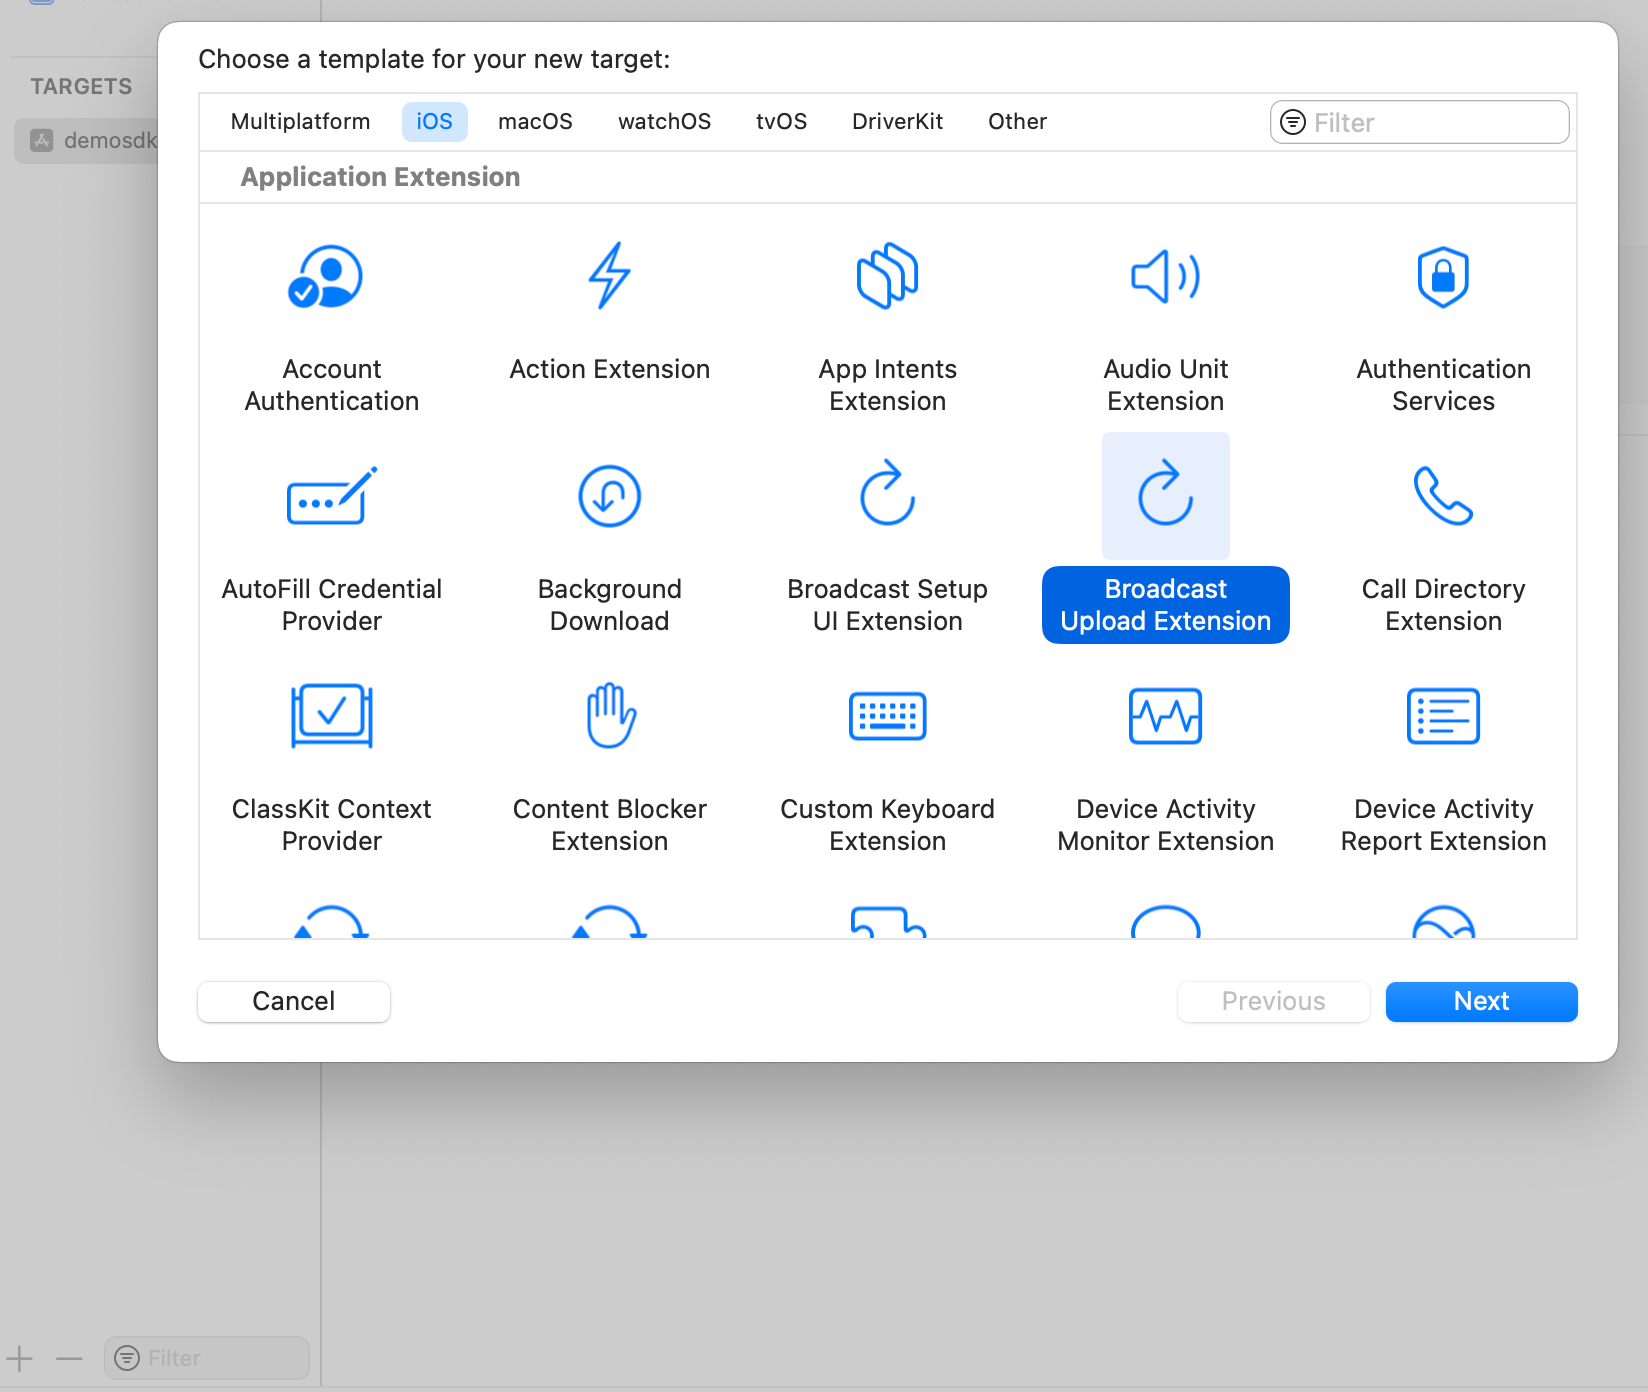 Choose a template for your new target:
TARGETS
demosdk
Multiplatform iOS macOS watchOS tvOS DriverKit Other Filter
Application Extension
Account
Authentication
Action Extension
App Intents
Extension
Audio Unit
Extension
Authentication
Services
AutoFill Credential
Provider
Background
Download
Broadcast Setup
UI Extension
Broadcast
Upload Extension
Call Directory
Extension
ClassKit Context
Provider
Content Blocker
Extension
Custom Keyboard
Extension
Device Activity
Monitor Extension
Device Activity
Report Extension
Cancel
Previous
Next
Filter